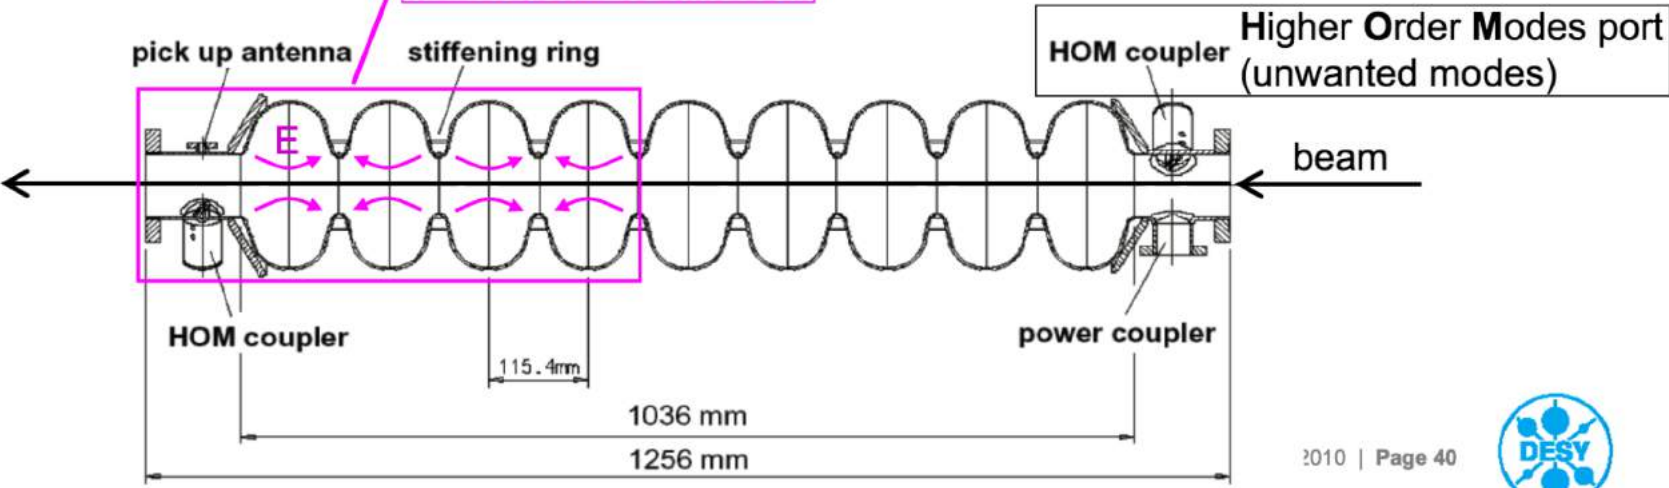 pick up antenna
stiffening ring
HOM coupler
Higher Order Modes port
(unwanted modes)
E
beam
HOM coupler
power coupler
115.4mm
1036 mm
1256 mm
2010 | Page 40
DESY